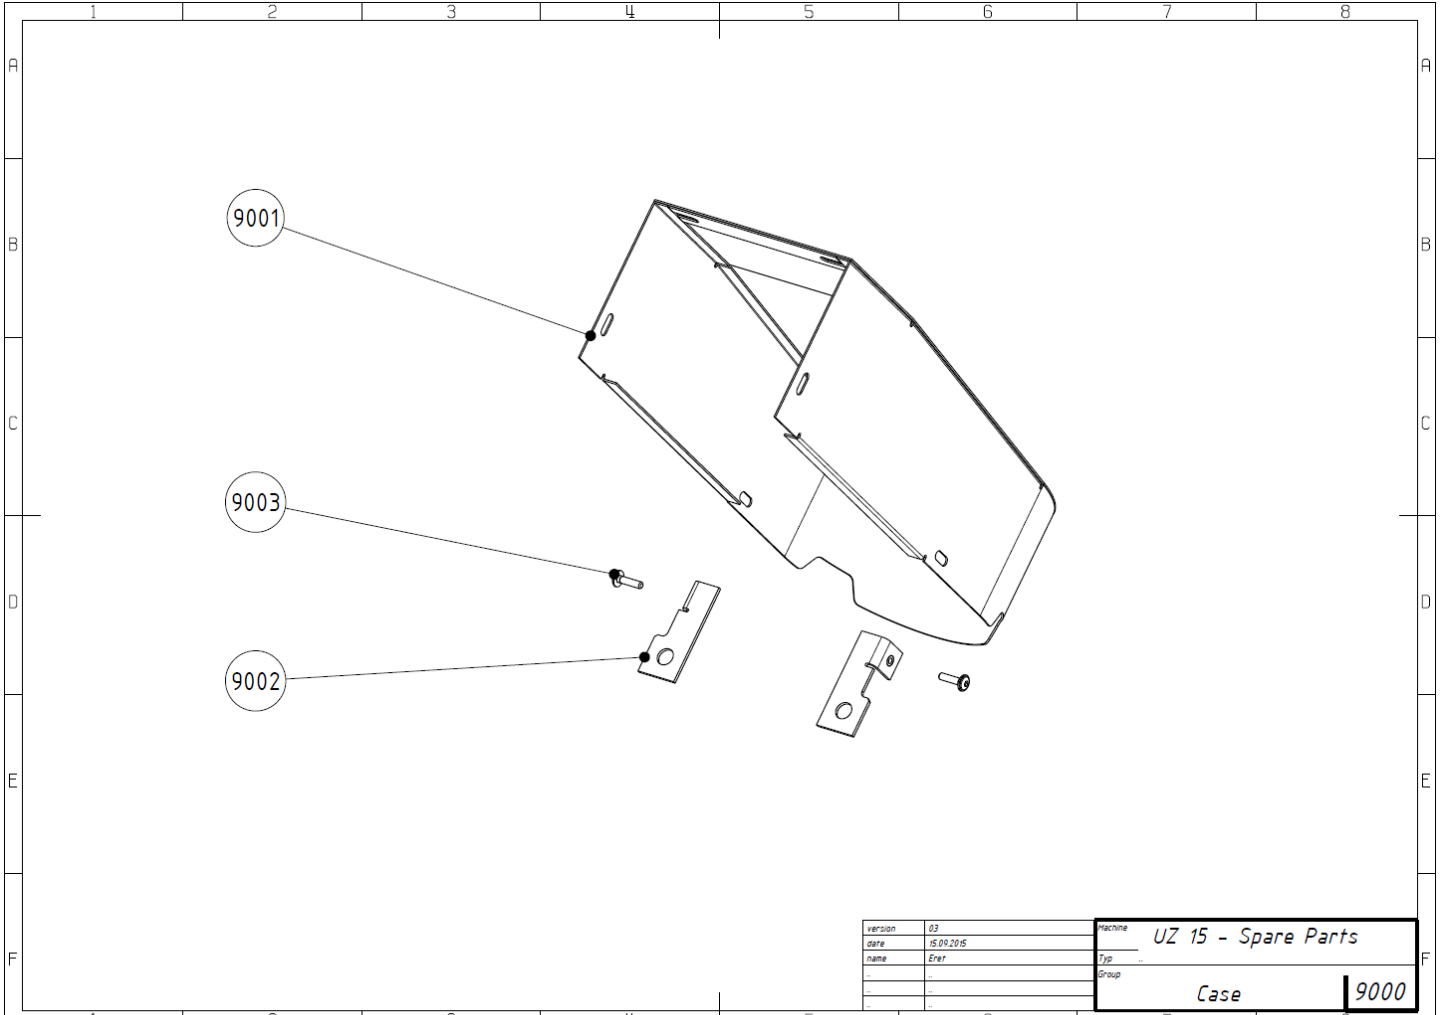 1 2 3 4 5 6 7 8
A A
B B
C C
D D
E E
F F
9001
9003
9002
version 03
date 15.09.2015
name Eret
.. ..
.. ..
.. ..
Machine UZ 15 - Spare Parts
Typ ..
Group
Case 9000